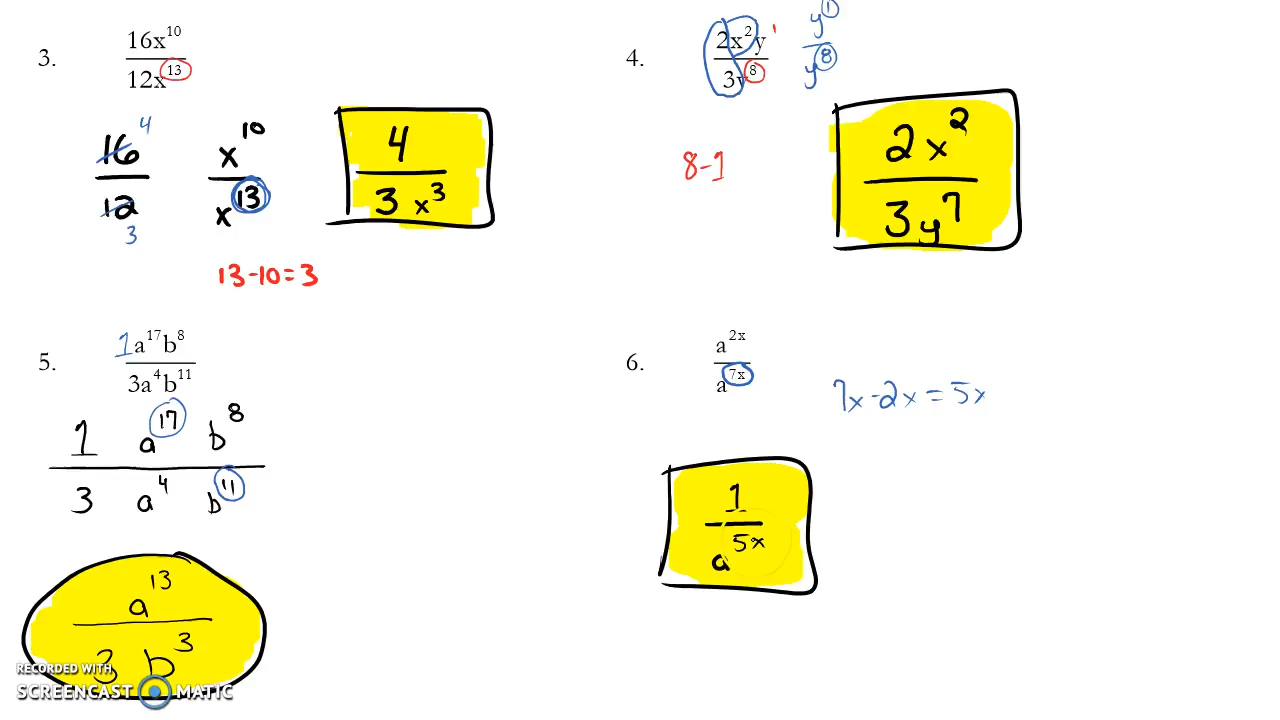 3. 16x^10 / 12x^13
16 4 / 12 3
x^10 / x^13
4 / 3 x^3
13-10=3
4. 2x^2y ' / 3y^8
y^1 / y^8
8-1
2x^2 / 3y^7
5. 1a^17b^8 / 3a^4b^11
1 a^17 b^8 / 3 a^4 b^11
a^13 / 3 b^3
6. a^2x / a^7x
7x-2x=5x
1 / a^5x
RECORDED WITH
SCREENCAST MATIC